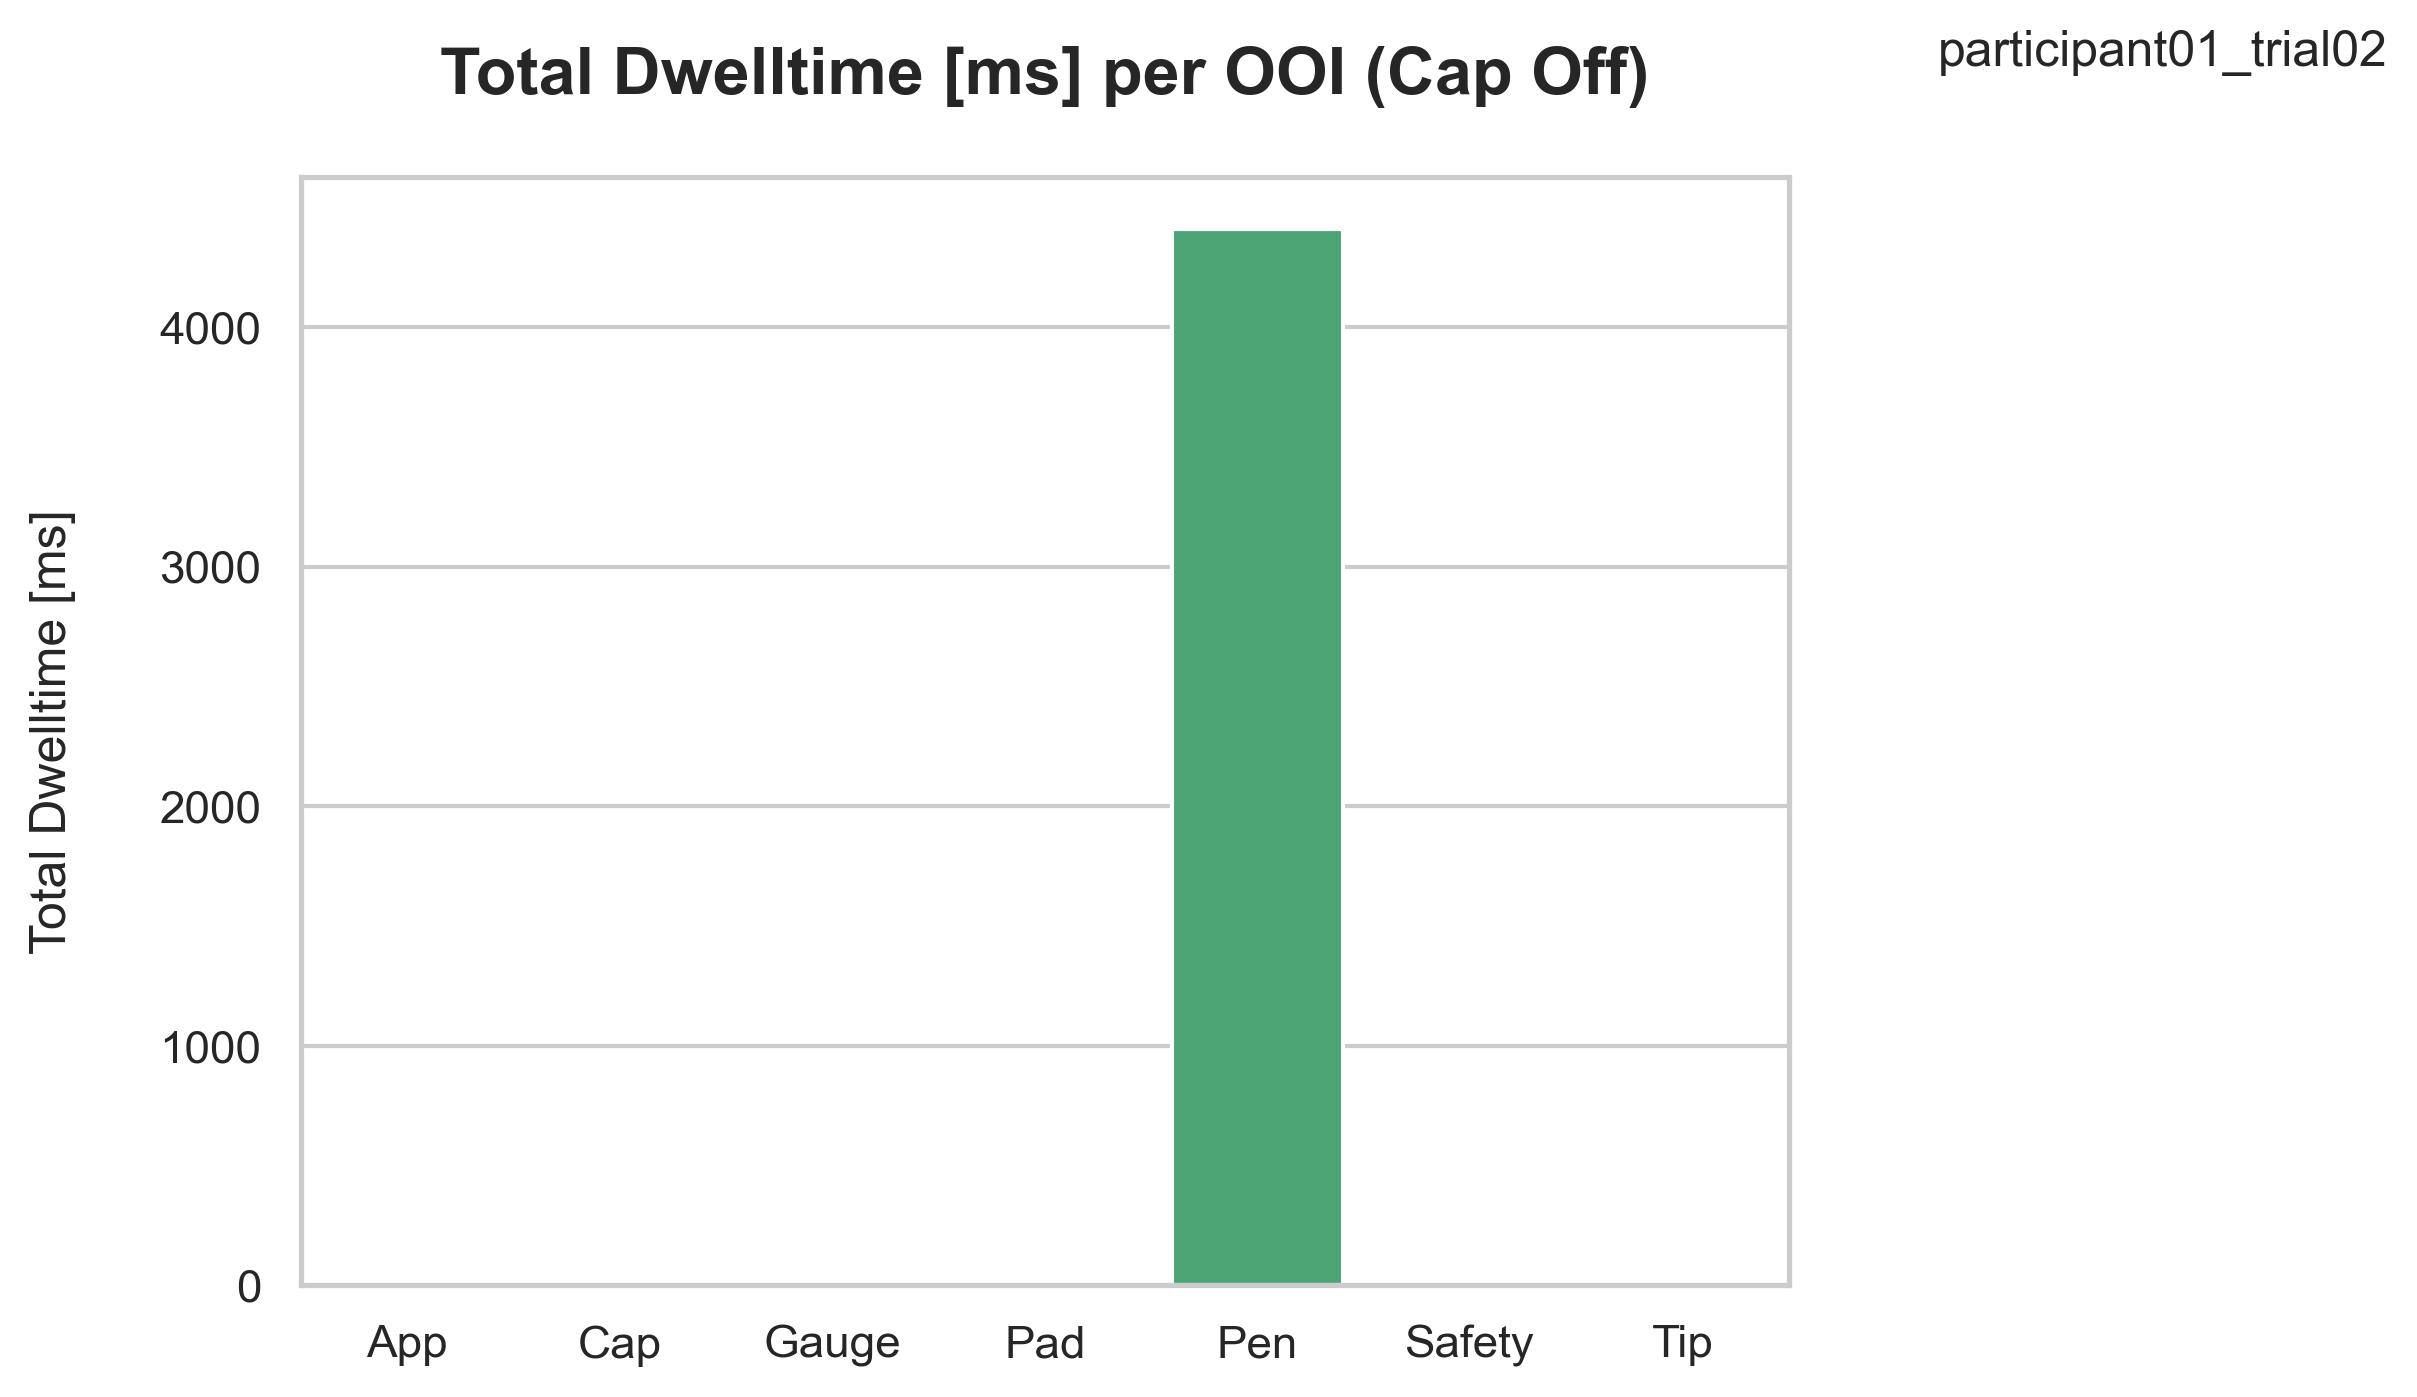 Total Dwelltime [ms] per OOI (Cap Off)
participant01_trial02
Total Dwelltime [ms]
4000
3000
2000
1000
0
App Cap Gauge Pad Pen Safety Tip